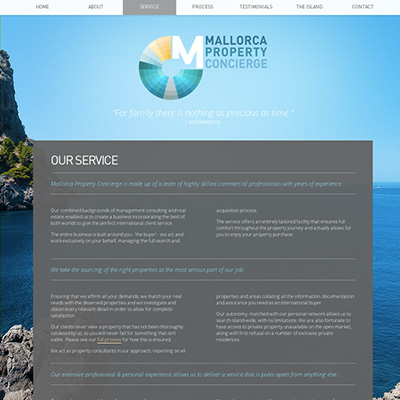 HOME ABOUT SERVICE PROCESS TESTIMONIALS THE ISLAND CONTACT
M
MALLORCA
PROPERTY
CONCIERGE
"For family there is nothing as precious as time."
- ANONYMOUS
OUR SERVICE
Mallorca Property Concierge is made up of a team of highly skilled commercial professionals with years of experience.
Our combined backgrounds of management consulting and real
estate enabled us to create a business incorporating the best of
both worlds to give the perfect international client service.
The entire business is built around you - 'the buyer' - we act and
work exclusively on your behalf, managing the full search and
acquisition process.
The service offers an entirely tailored facility that ensures full
comfort throughout the property journey and actually allows for
you to enjoy your property purchase.
We take the sourcing of the right properties as the most serious part of our job.
Ensuring that we affirm all your demands, we match your real
needs with the deserved properties and we investigate and
obtain every relevant detail in order to allow for complete
satisfaction.
Our clients never view a property that has not been thoroughly
validated by us, so you will never fall for something that isn't
viable. Please see our full process for how this is ensured.
We act as property consultants in our approach, reporting on all
properties and areas collating all the information, documentation
and assurance you need as an international buyer.
Our autonomy, matched with our personal network allows us to
search island-wide, with no limitations. We are also fortunate to
have access to private property unavailable on the open market,
along with first refusal on a number of exclusive private
residences.
Our extensive professional & personal experience allows us to deliver a service that is poles apart from anything else.